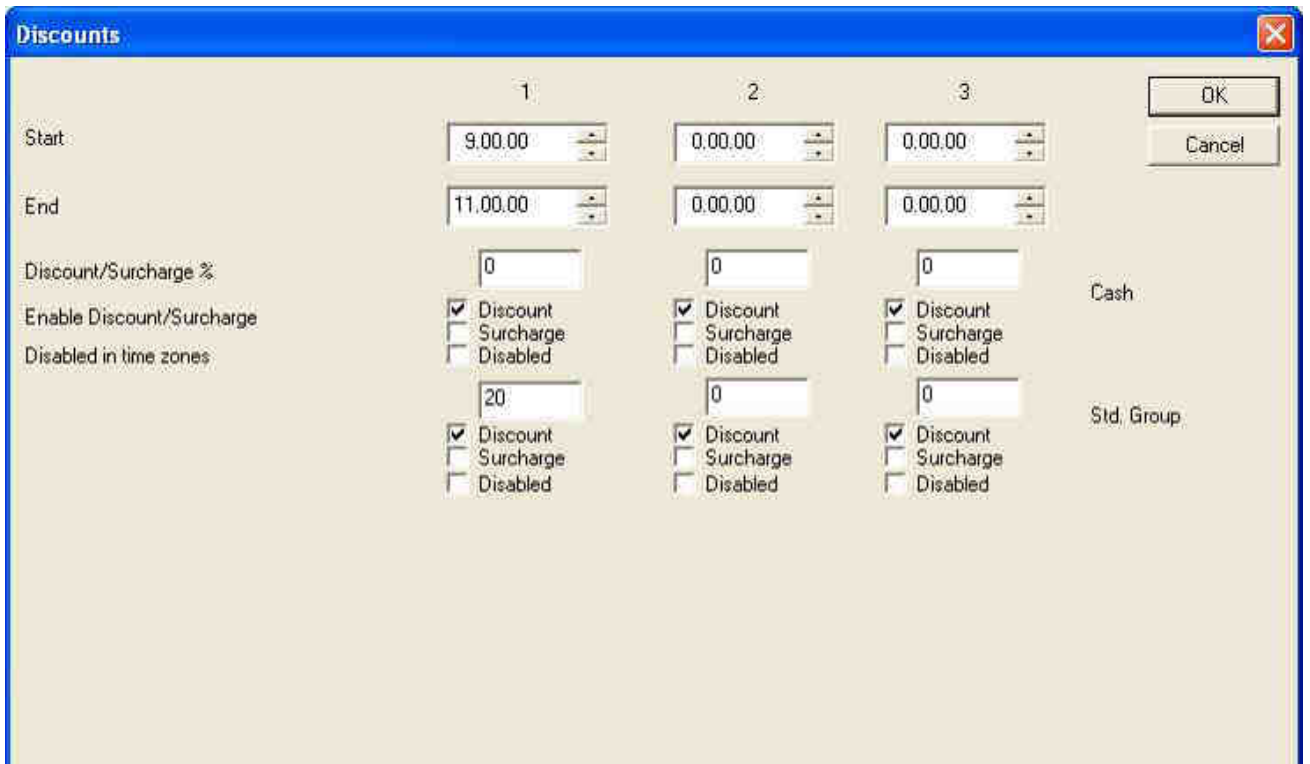 Discounts
1 2 3
OK
Start 9.00.00 0.00.00 0.00.00
Cancel
End 11.00.00 0.00.00 0.00.00
Discount/Surcharge % 0 0 0
Cash
Enable Discount/Surcharge Discount Discount Discount
Surcharge Surcharge Surcharge
Disabled in time zones Disabled Disabled Disabled
20 0 0
Std. Group
Discount Discount Discount
Surcharge Surcharge Surcharge
Disabled Disabled Disabled